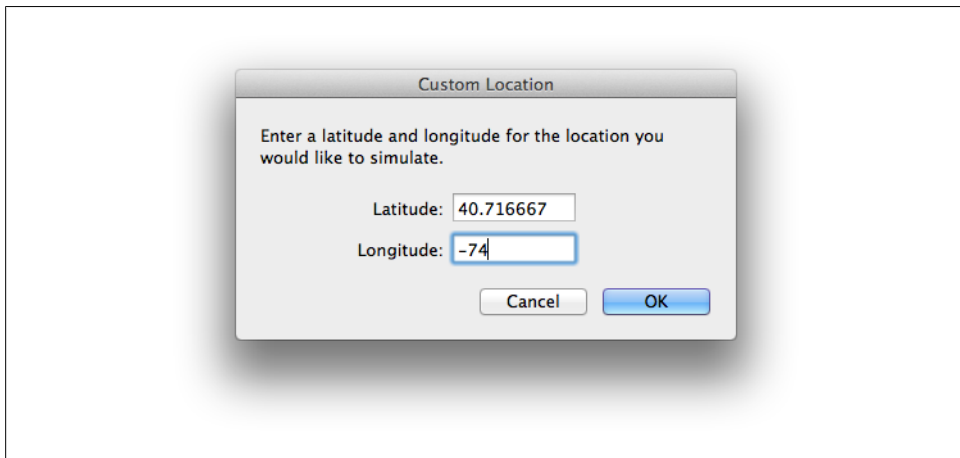 Custom Location
Enter a latitude and longitude for the location you
would like to simulate.
Latitude: 40.716667
Longitude: -74
Cancel OK